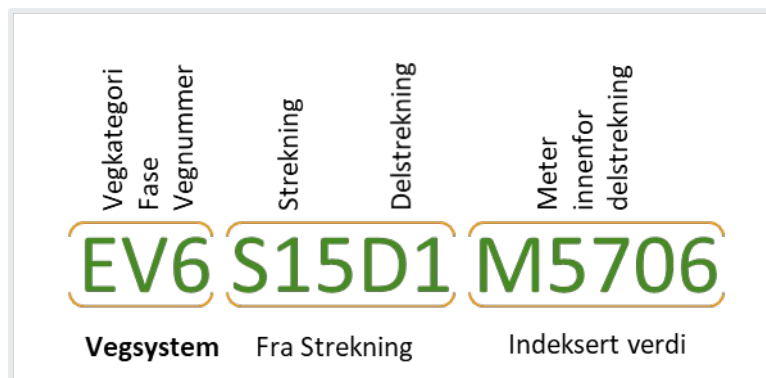 Vegkategori
Fase
Vegnummer
Strekning
Delstrekning
Meter
innenfor
delstrekning
EV6 S15D1 M5706
Vegsystem Fra Strekning Indeksert verdi